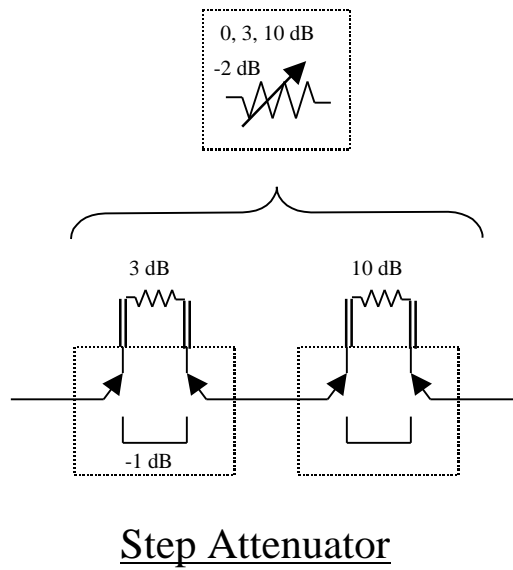 0, 3, 10 dB
-2 dB
3 dB
10 dB
-1 dB
Step Attenuator